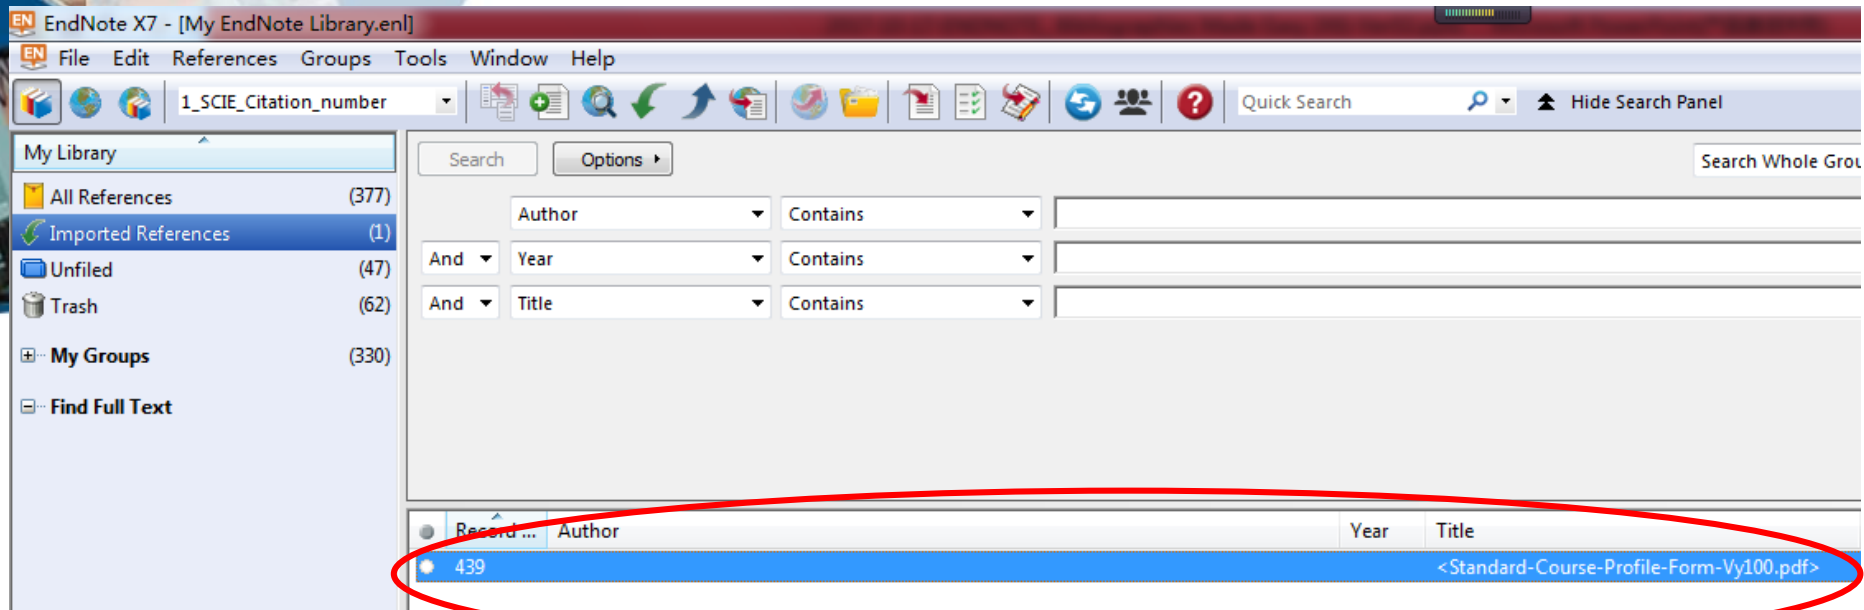 EndNote X7 - [My EndNote Library.enl]
File Edit References Groups Tools Window Help
1_SCIE_Citation_number Quick Search Hide Search Panel
My Library
All References (377)
Imported References (1)
Unfiled (47)
Trash (62)
My Groups (330)
Find Full Text
Search Options Search Whole Grou
Author Contains
And Year Contains
And Title Contains
Record ... Author Year Title
439 <Standard-Course-Profile-Form-Vy100.pdf>